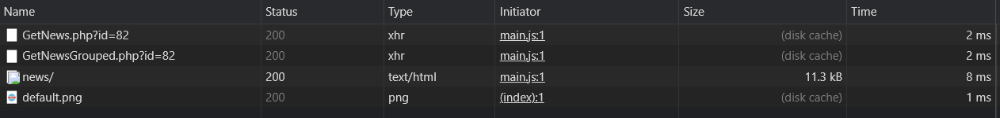 Name Status Type Initiator Size Time
GetNews.php?id=82 200 xhr main.js:1 (disk cache) 2 ms
GetNewsGrouped.php?id=82 200 xhr main.js:1 (disk cache) 2 ms
news/ 200 text/html main.js:1 11.3 kB 8 ms
default.png 200 png (index):1 (disk cache) 1 ms